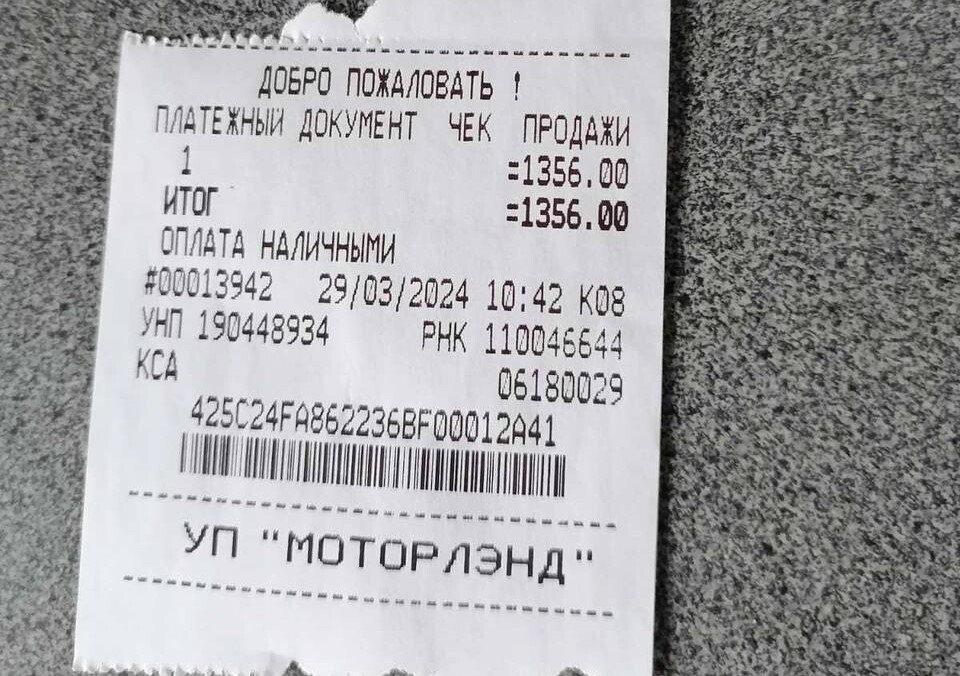 ДОБРО ПОЖАЛОВАТЬ !
ПЛАТЕЖНЫЙ ДОКУМЕНТ ЧЕК ПРОДАЖИ
1 =1356.00
ИТОГ =1356.00
ОПЛАТА НАЛИЧНЫМИ
#00013942 29/03/2024 10:42 К08
УНП 190448934 РНК 110046644
КСА 06180029
425C24FA862236BF00012A41
УП "МОТОРЛЭНД"